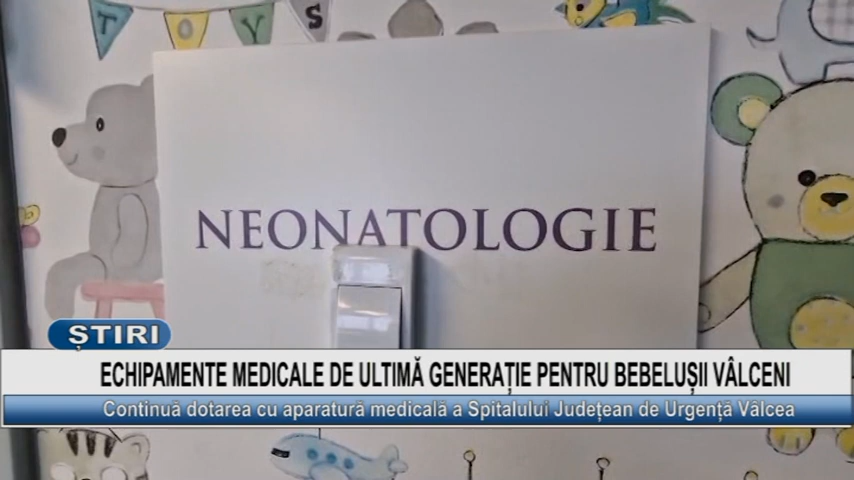 TOYS
NEONATOLOGIE
ȘTIRI
ECHIPAMENTE MEDICALE DE ULTIMĂ GENERAȚIE PENTRU BEBELUȘII VÂLCENI
Continuă dotarea cu aparatură medicală a Spitalului Județean de Urgență Vâlcea